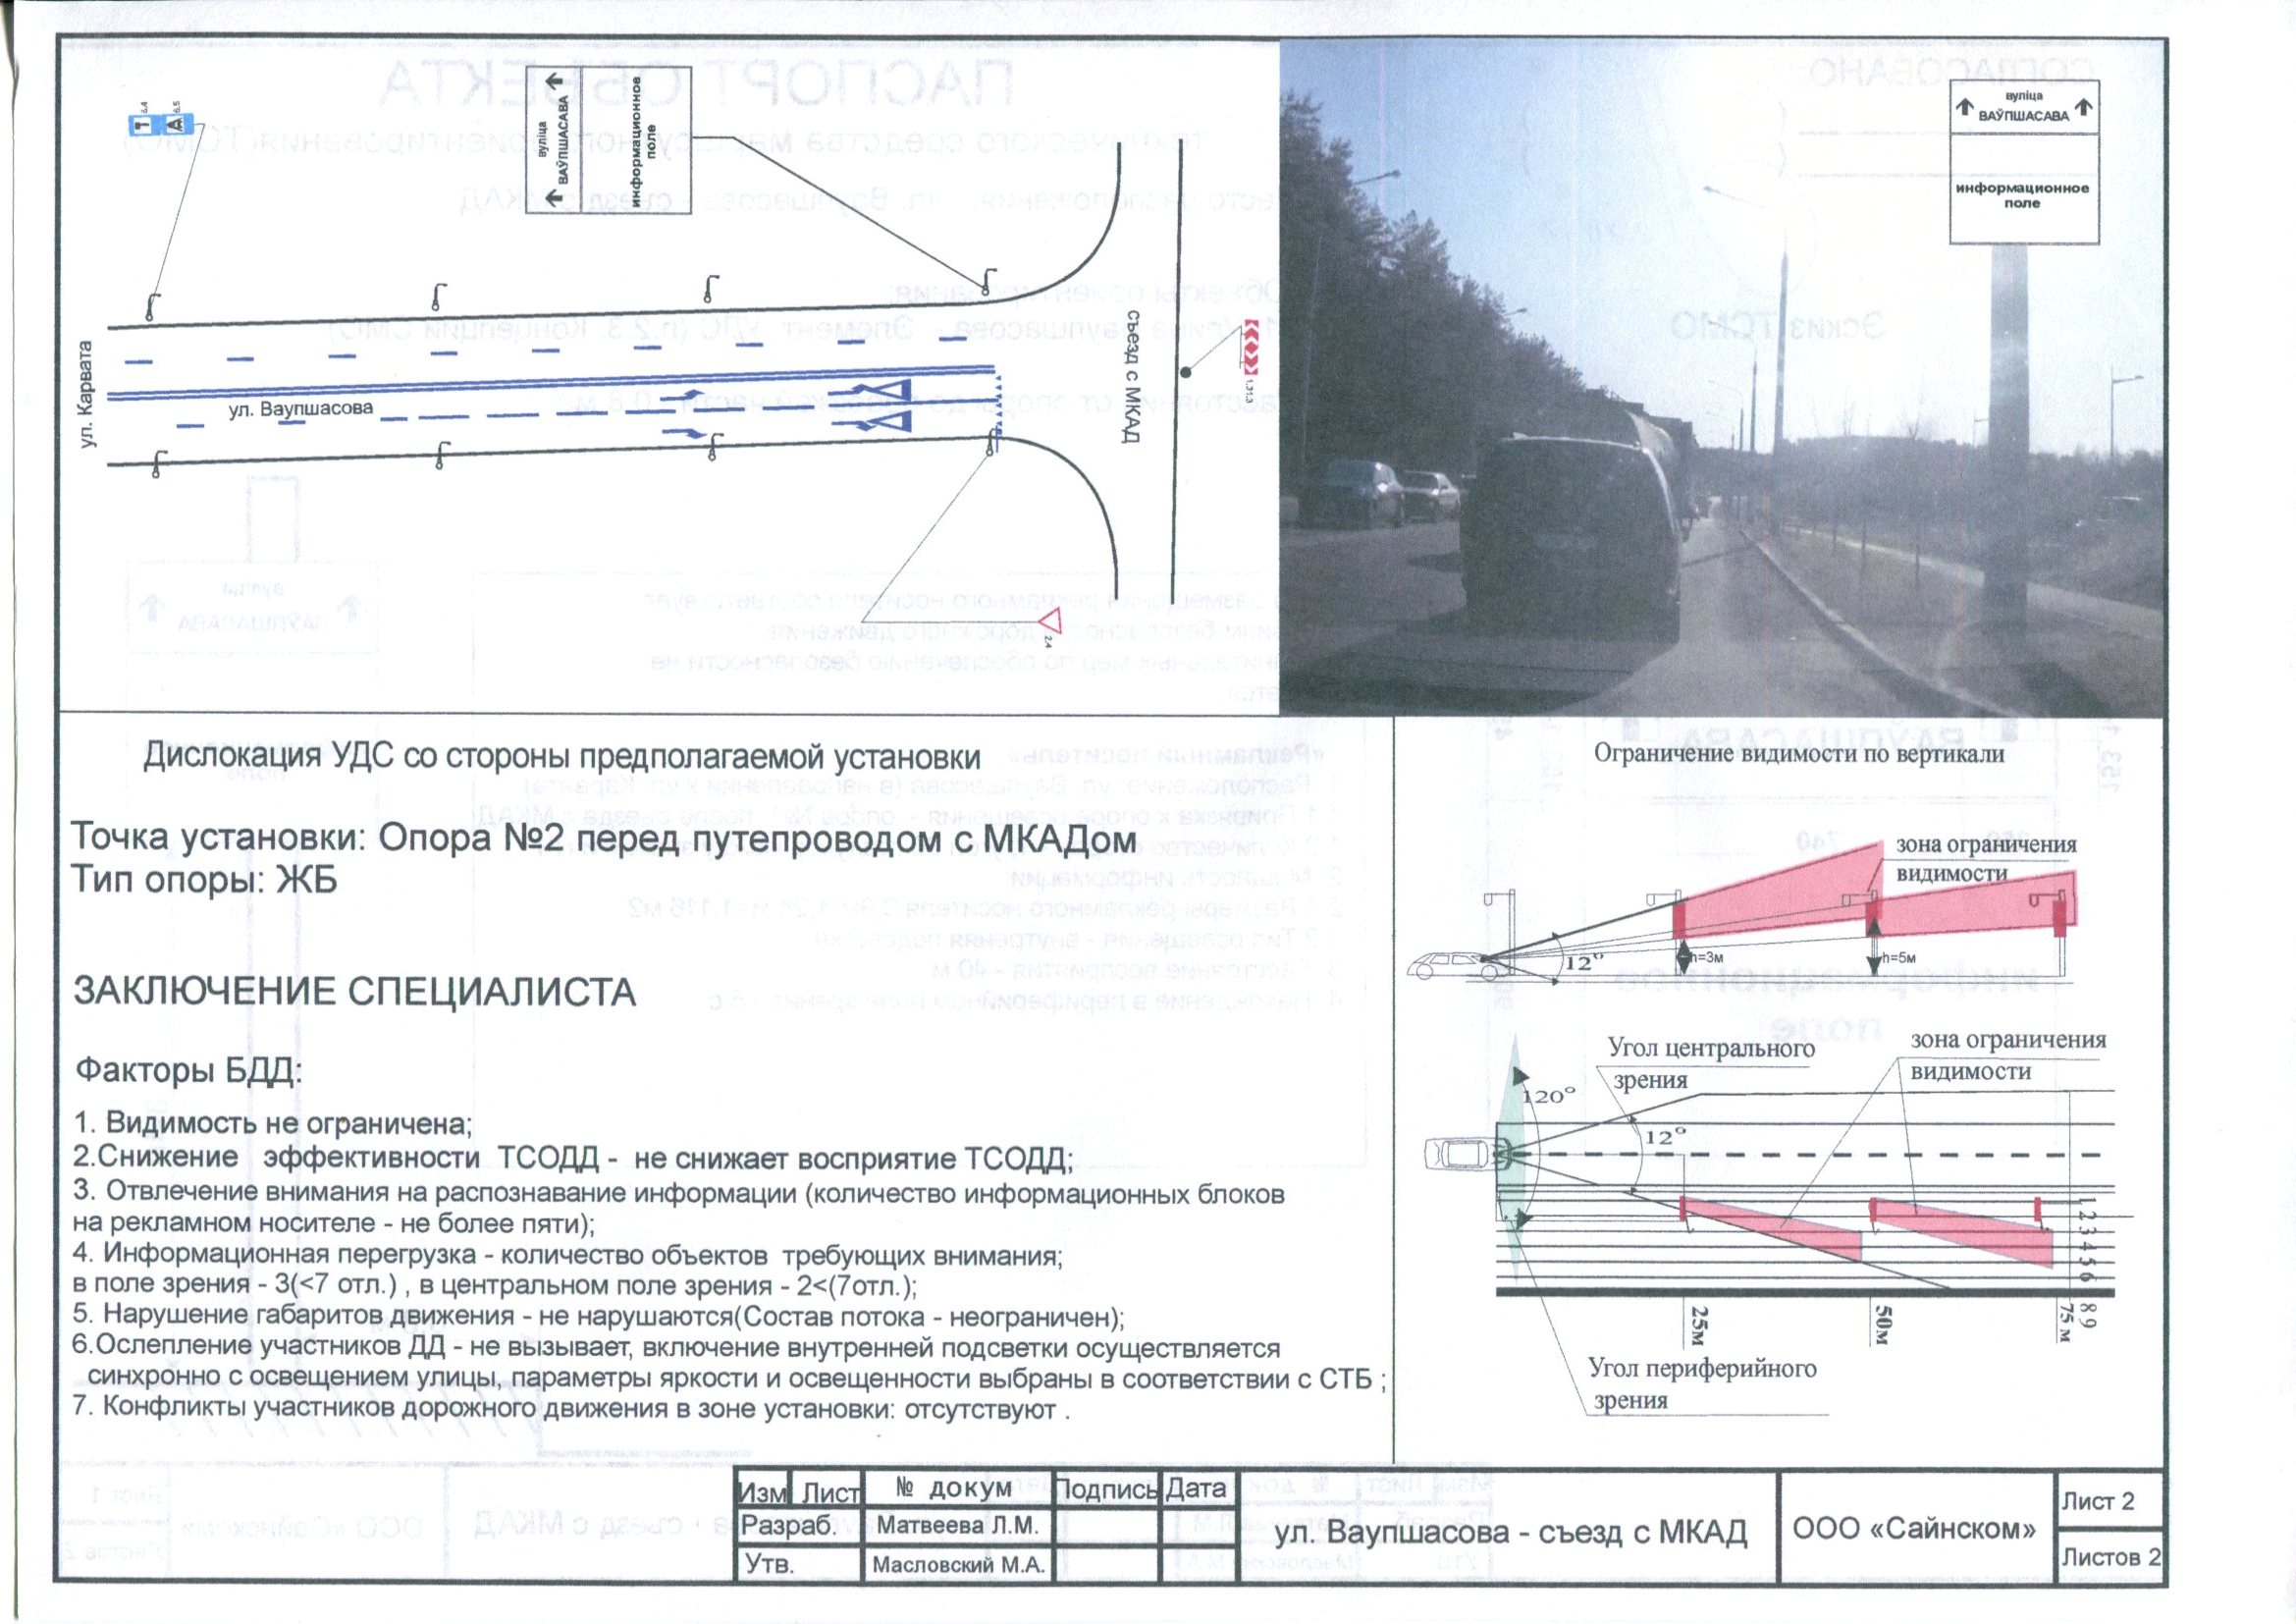 6.4
6.5
вуліца
ВАЎПШАСАВА
информационное
поле
ул. Карвата
ул. Ваупшасова
съезд с МКАД
1.31.3
2.4
вуліца
ВАЎПШАСАВА
информационное
поле
Дислокация УДС со стороны предполагаемой установки
Точка установки: Опора №2 перед путепроводом с МКАДом
Тип опоры: ЖБ
ЗАКЛЮЧЕНИЕ СПЕЦИАЛИСТА
Факторы БДД:
1. Видимость не ограничена;
2.Снижение эффективности ТСОДД - не снижает восприятие ТСОДД;
3. Отвлечение внимания на распознавание информации (количество информационных блоков
на рекламном носителе - не более пяти);
4. Информационная перегрузка - количество объектов требующих внимания;
в поле зрения - 3(<7 отл.) , в центральном поле зрения - 2<(7отл.);
5. Нарушение габаритов движения - не нарушаются(Состав потока - неограничен);
6.Ослепление участников ДД - не вызывает, включение внутренней подсветки осуществляется
синхронно с освещением улицы, параметры яркости и освещенности выбраны в соответствии с СТБ ;
7. Конфликты участников дорожного движения в зоне установки: отсутствуют .
Ограничение видимости по вертикали
зона ограничения
видимости
12°
h=3м
h=5м
Угол центрального
зрения
зона ограничения
видимости
120°
12°
1 2 3 4 5 6
8 9
25м
50м
75 м
Угол периферийного
зрения
Изм Лист № докум Подпись Дата
Разраб. Матвеева Л.М.
Утв. Масловский М.А.
ул. Ваупшасова - съезд с МКАД
ООО «Сайнском»
Лист 2
Листов 2